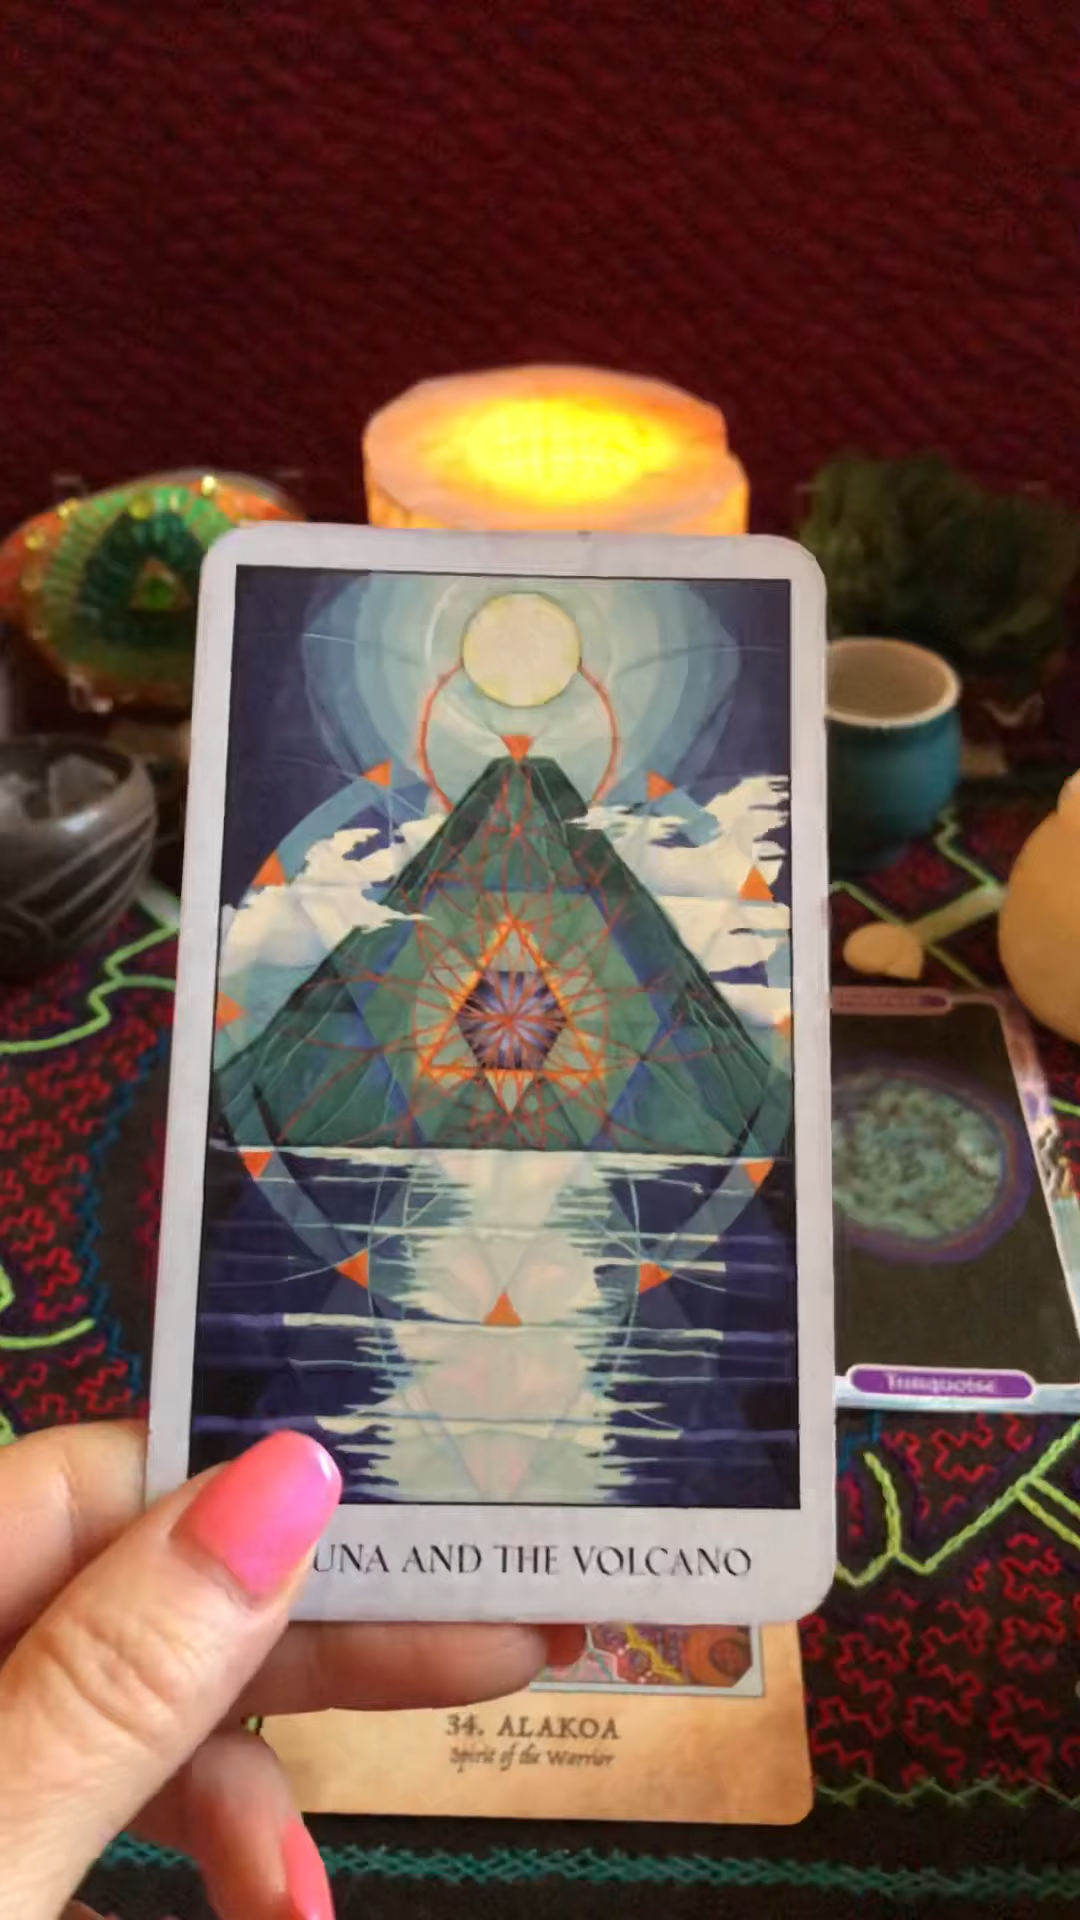 UNA AND THE VOLCANO
Turquoise
34. ALAKOA
Spirit of the Warrior